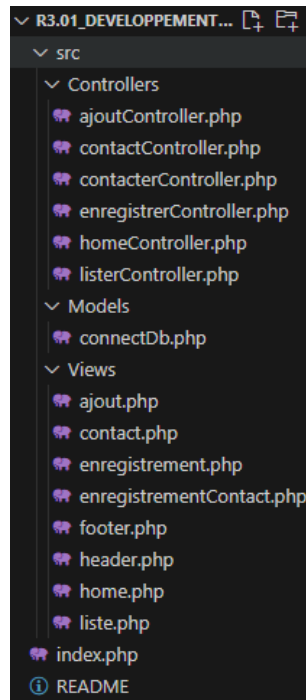 R3.01_DEVELOPPEMENT...
src
Controllers
ajoutController.php
contactController.php
contacterController.php
enregistrerController.php
homeController.php
listerController.php
Models
connectDb.php
Views
ajout.php
contact.php
enregistrement.php
enregistrementContact.php
footer.php
header.php
home.php
liste.php
index.php
README